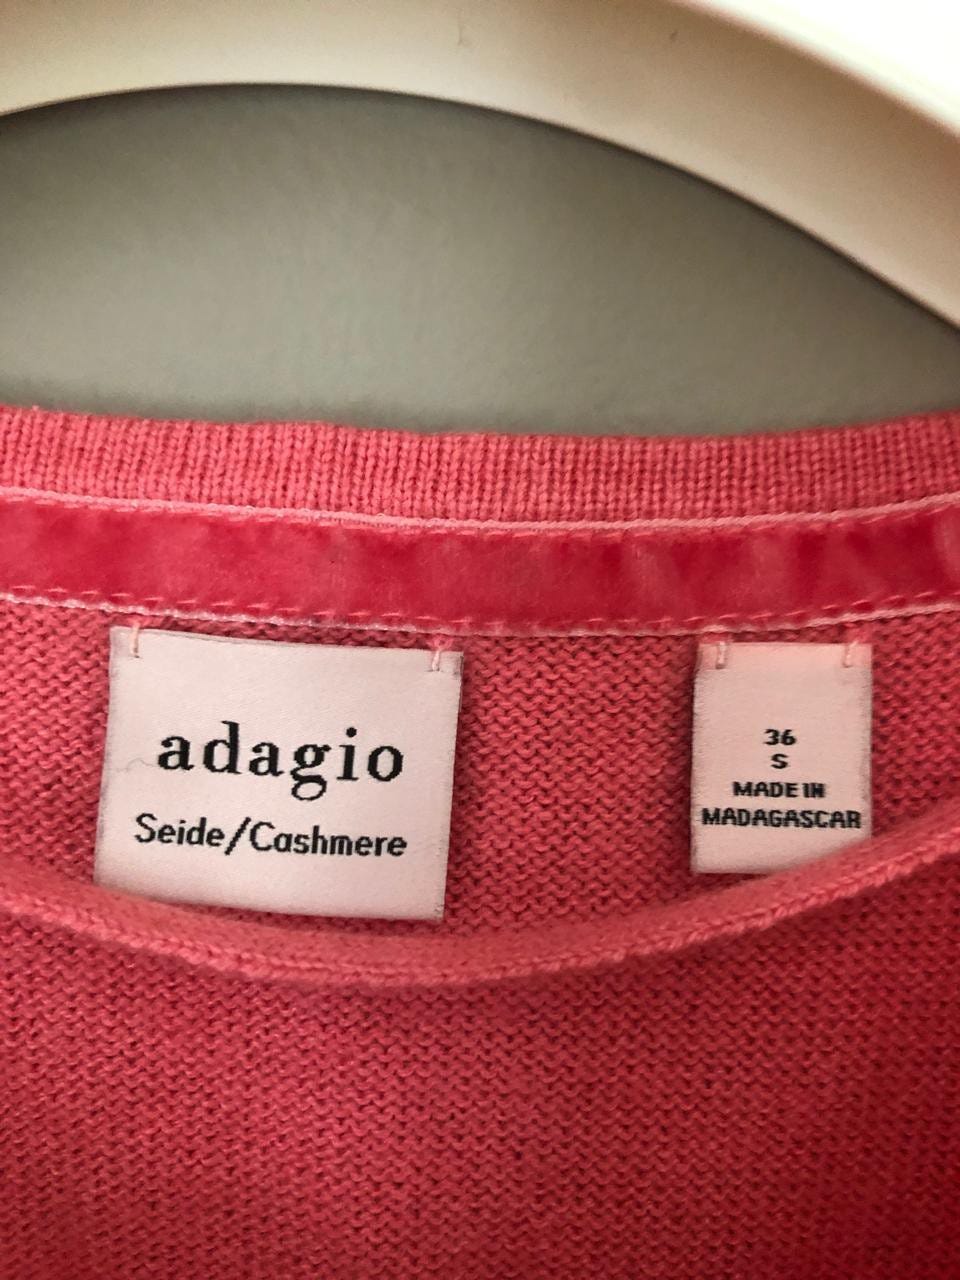 adagio
Seide/Cashmere
36
S
MADE IN
MADAGASCAR